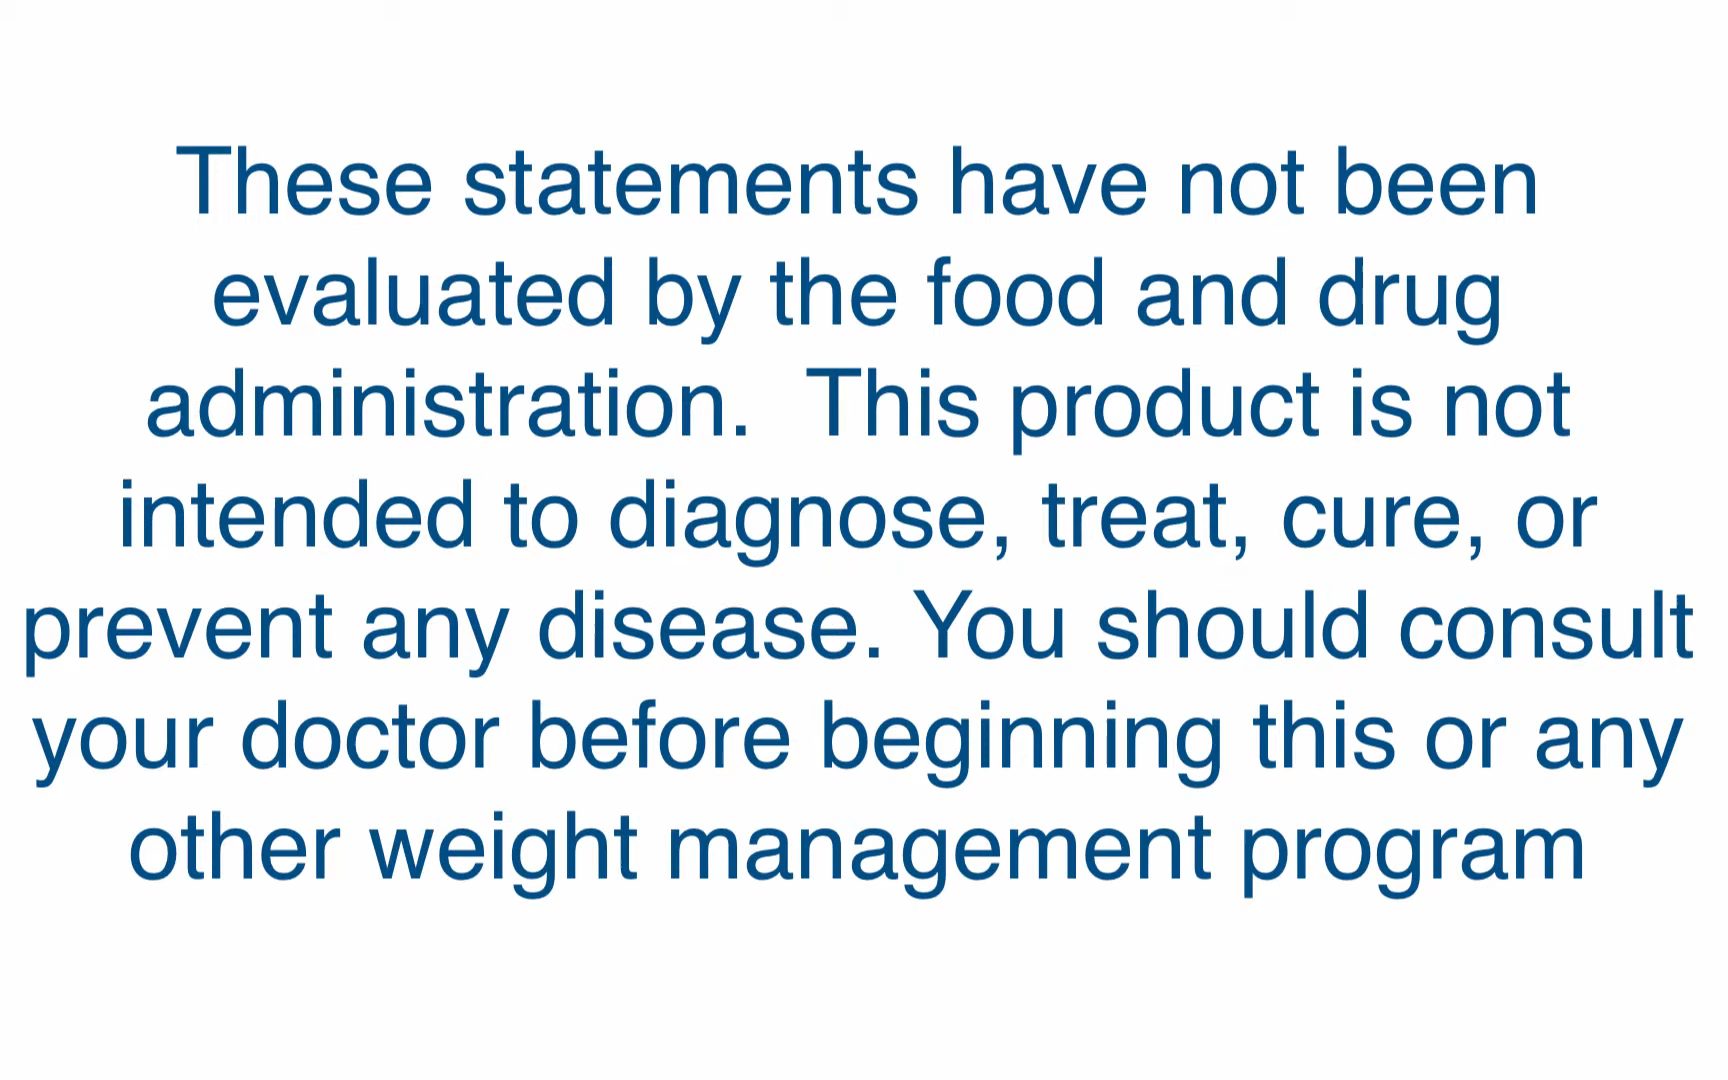 These statements have not been
evaluated by the food and drug
administration.  This product is not
intended to diagnose, treat, cure, or
prevent any disease. You should consult
your doctor before beginning this or any
other weight management program